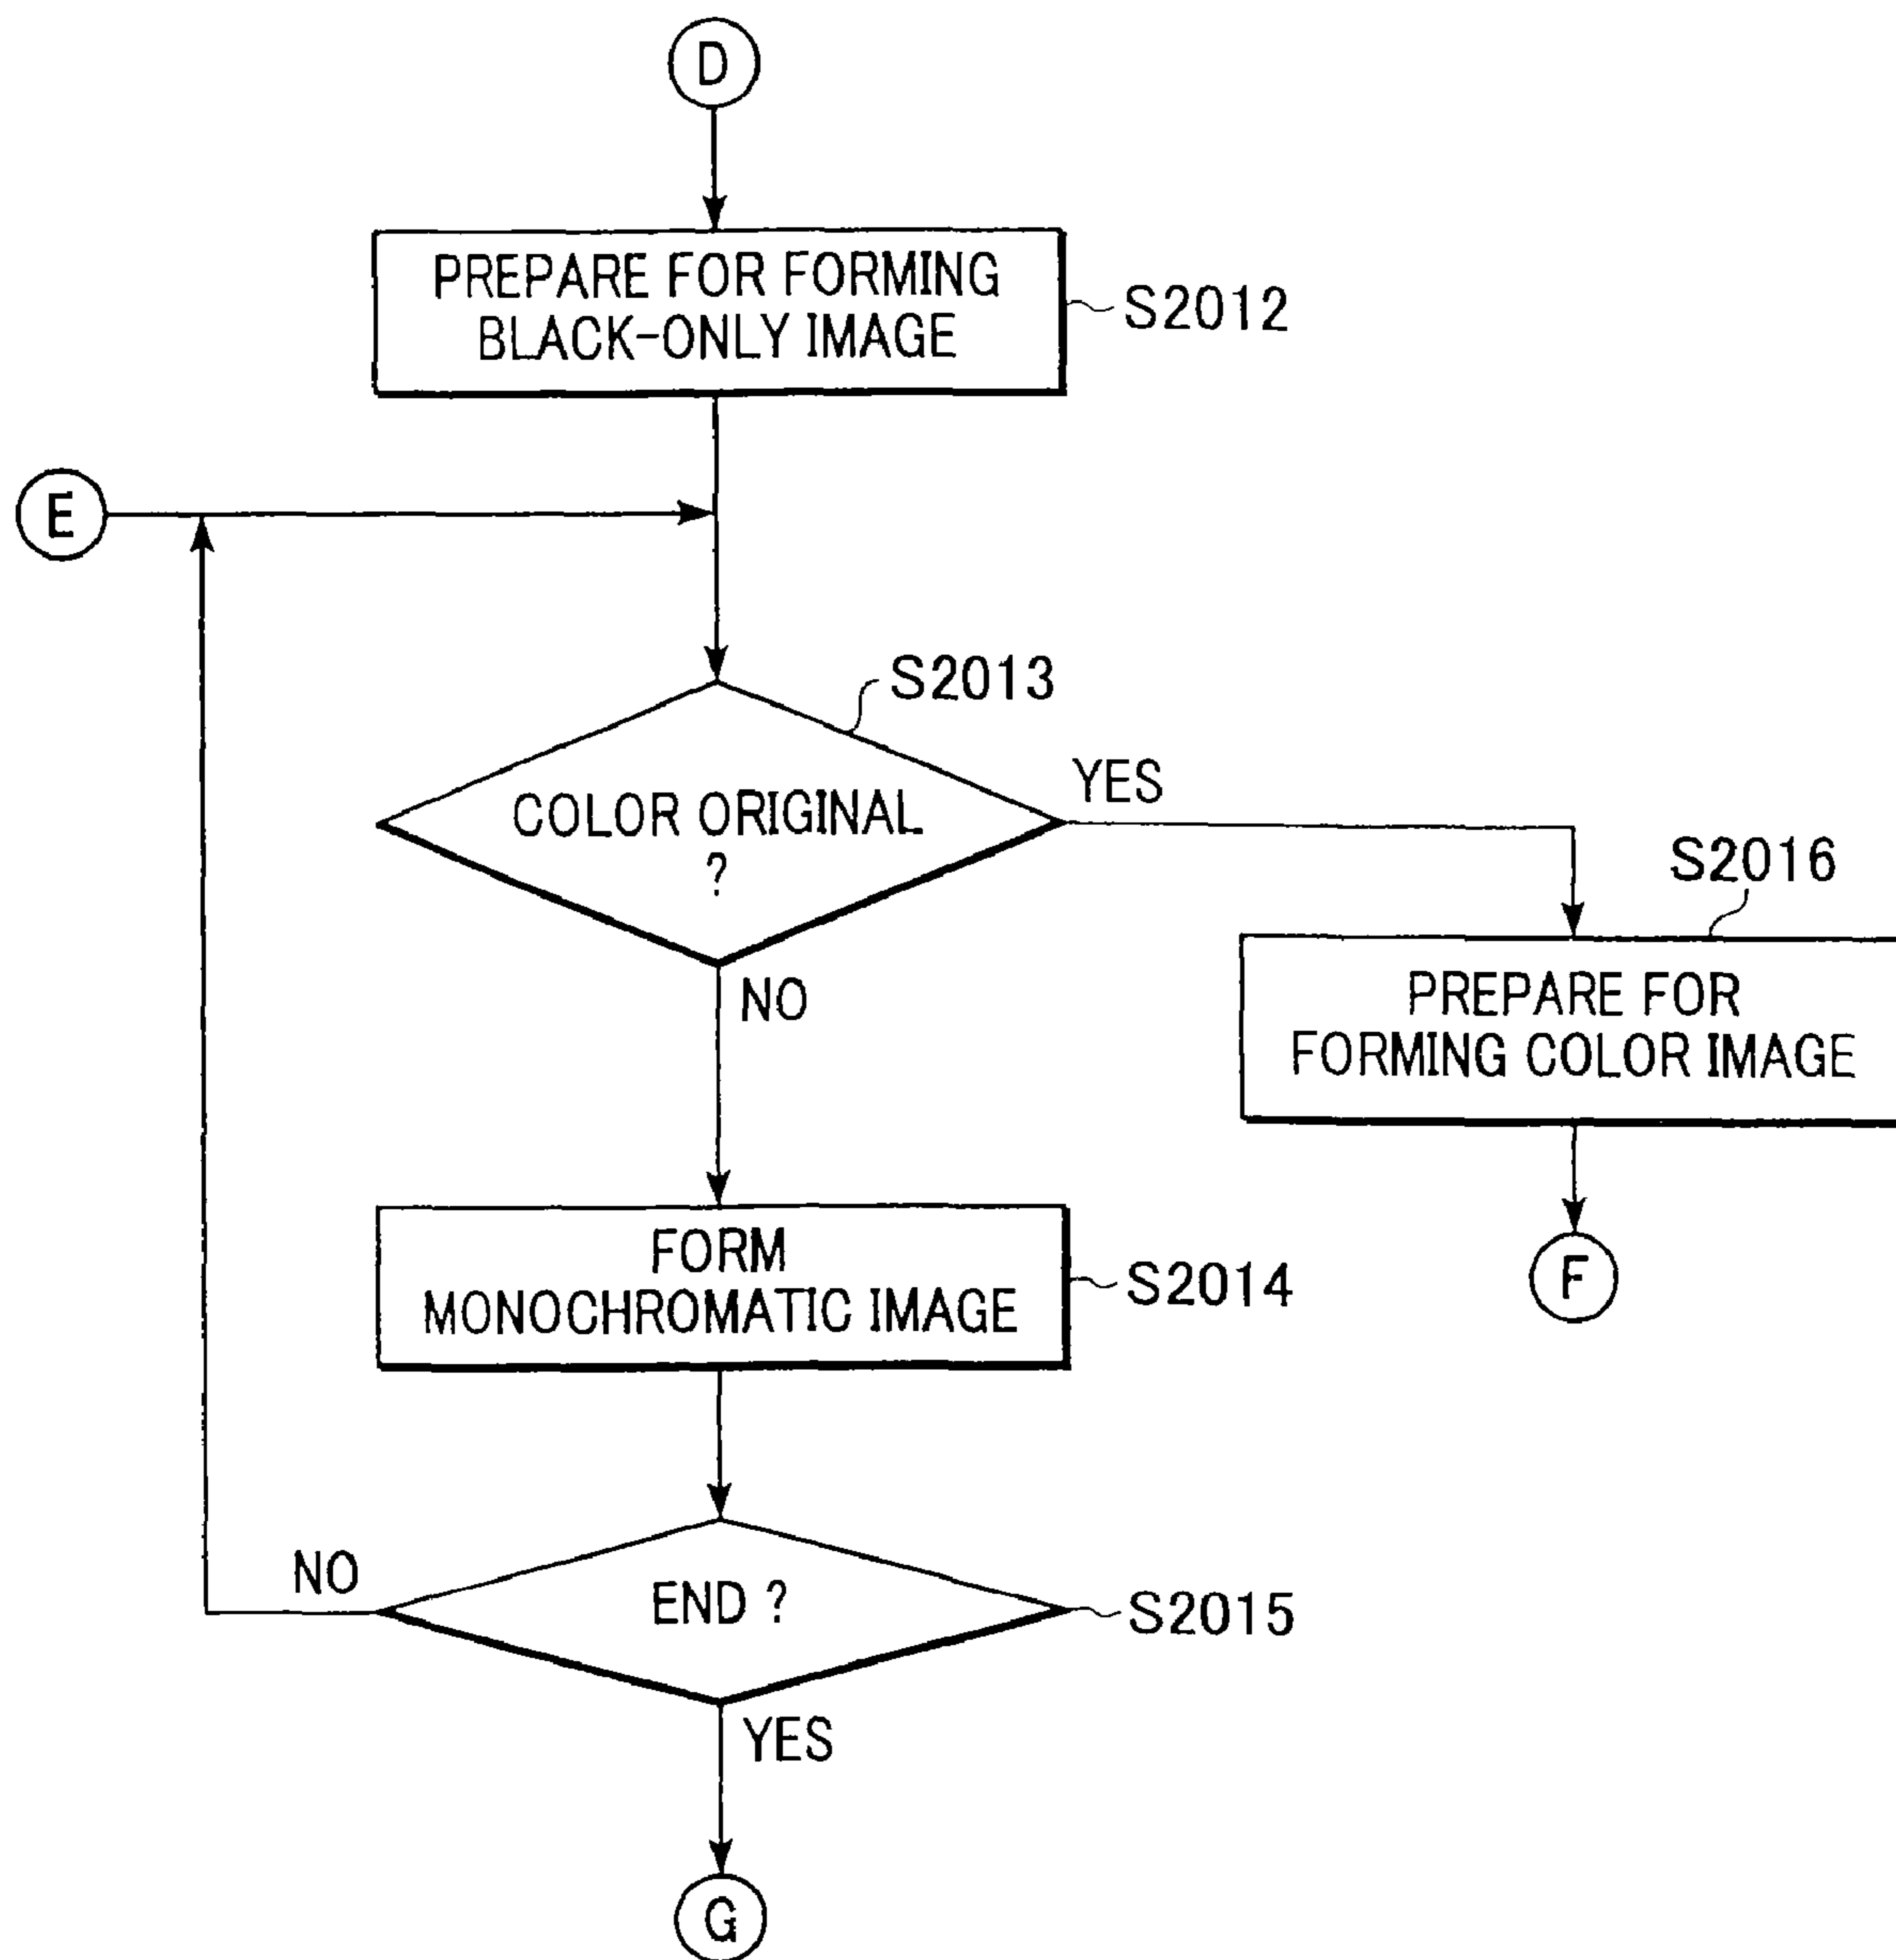 D
PREPARE FOR FORMING
BLACK-ONLY IMAGE
S2012
E
S2013
COLOR ORIGINAL
?
YES
NO
S2016
PREPARE FOR
FORMING COLOR IMAGE
F
FORM
MONOCHROMATIC IMAGE
S2014
NO
END ?
S2015
YES
G